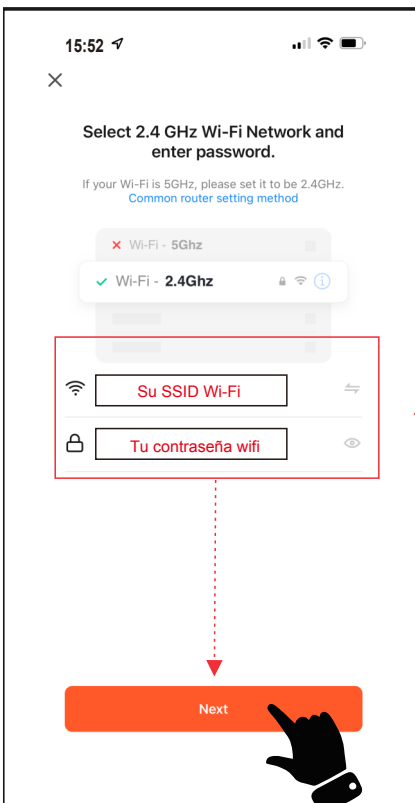 15:52
Select 2.4 GHz Wi-Fi Network and
enter password.
If your Wi-Fi is 5GHz, please set it to be 2.4GHz.
Common router setting method
Wi-Fi - 5Ghz
Wi-Fi - 2.4Ghz
Su SSID Wi-Fi
Tu contraseña wifi
Next